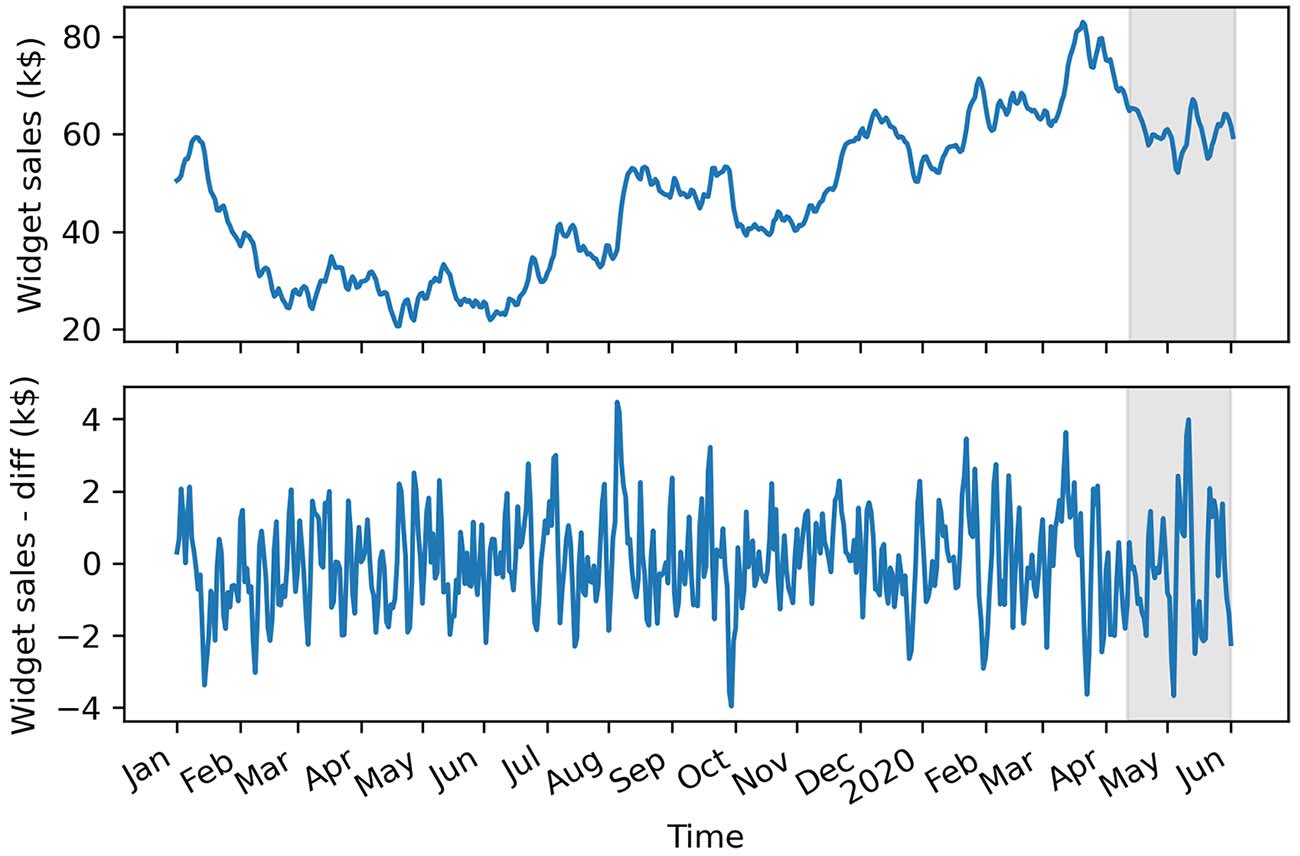 Widget sales (k$)
80
60
40
20
Widget sales - diff (k$)
4
2
0
−2
−4
Jan Feb Mar Apr May Jun Jul Aug Sep Oct Nov Dec 2020 Feb Mar Apr May Jun
Time